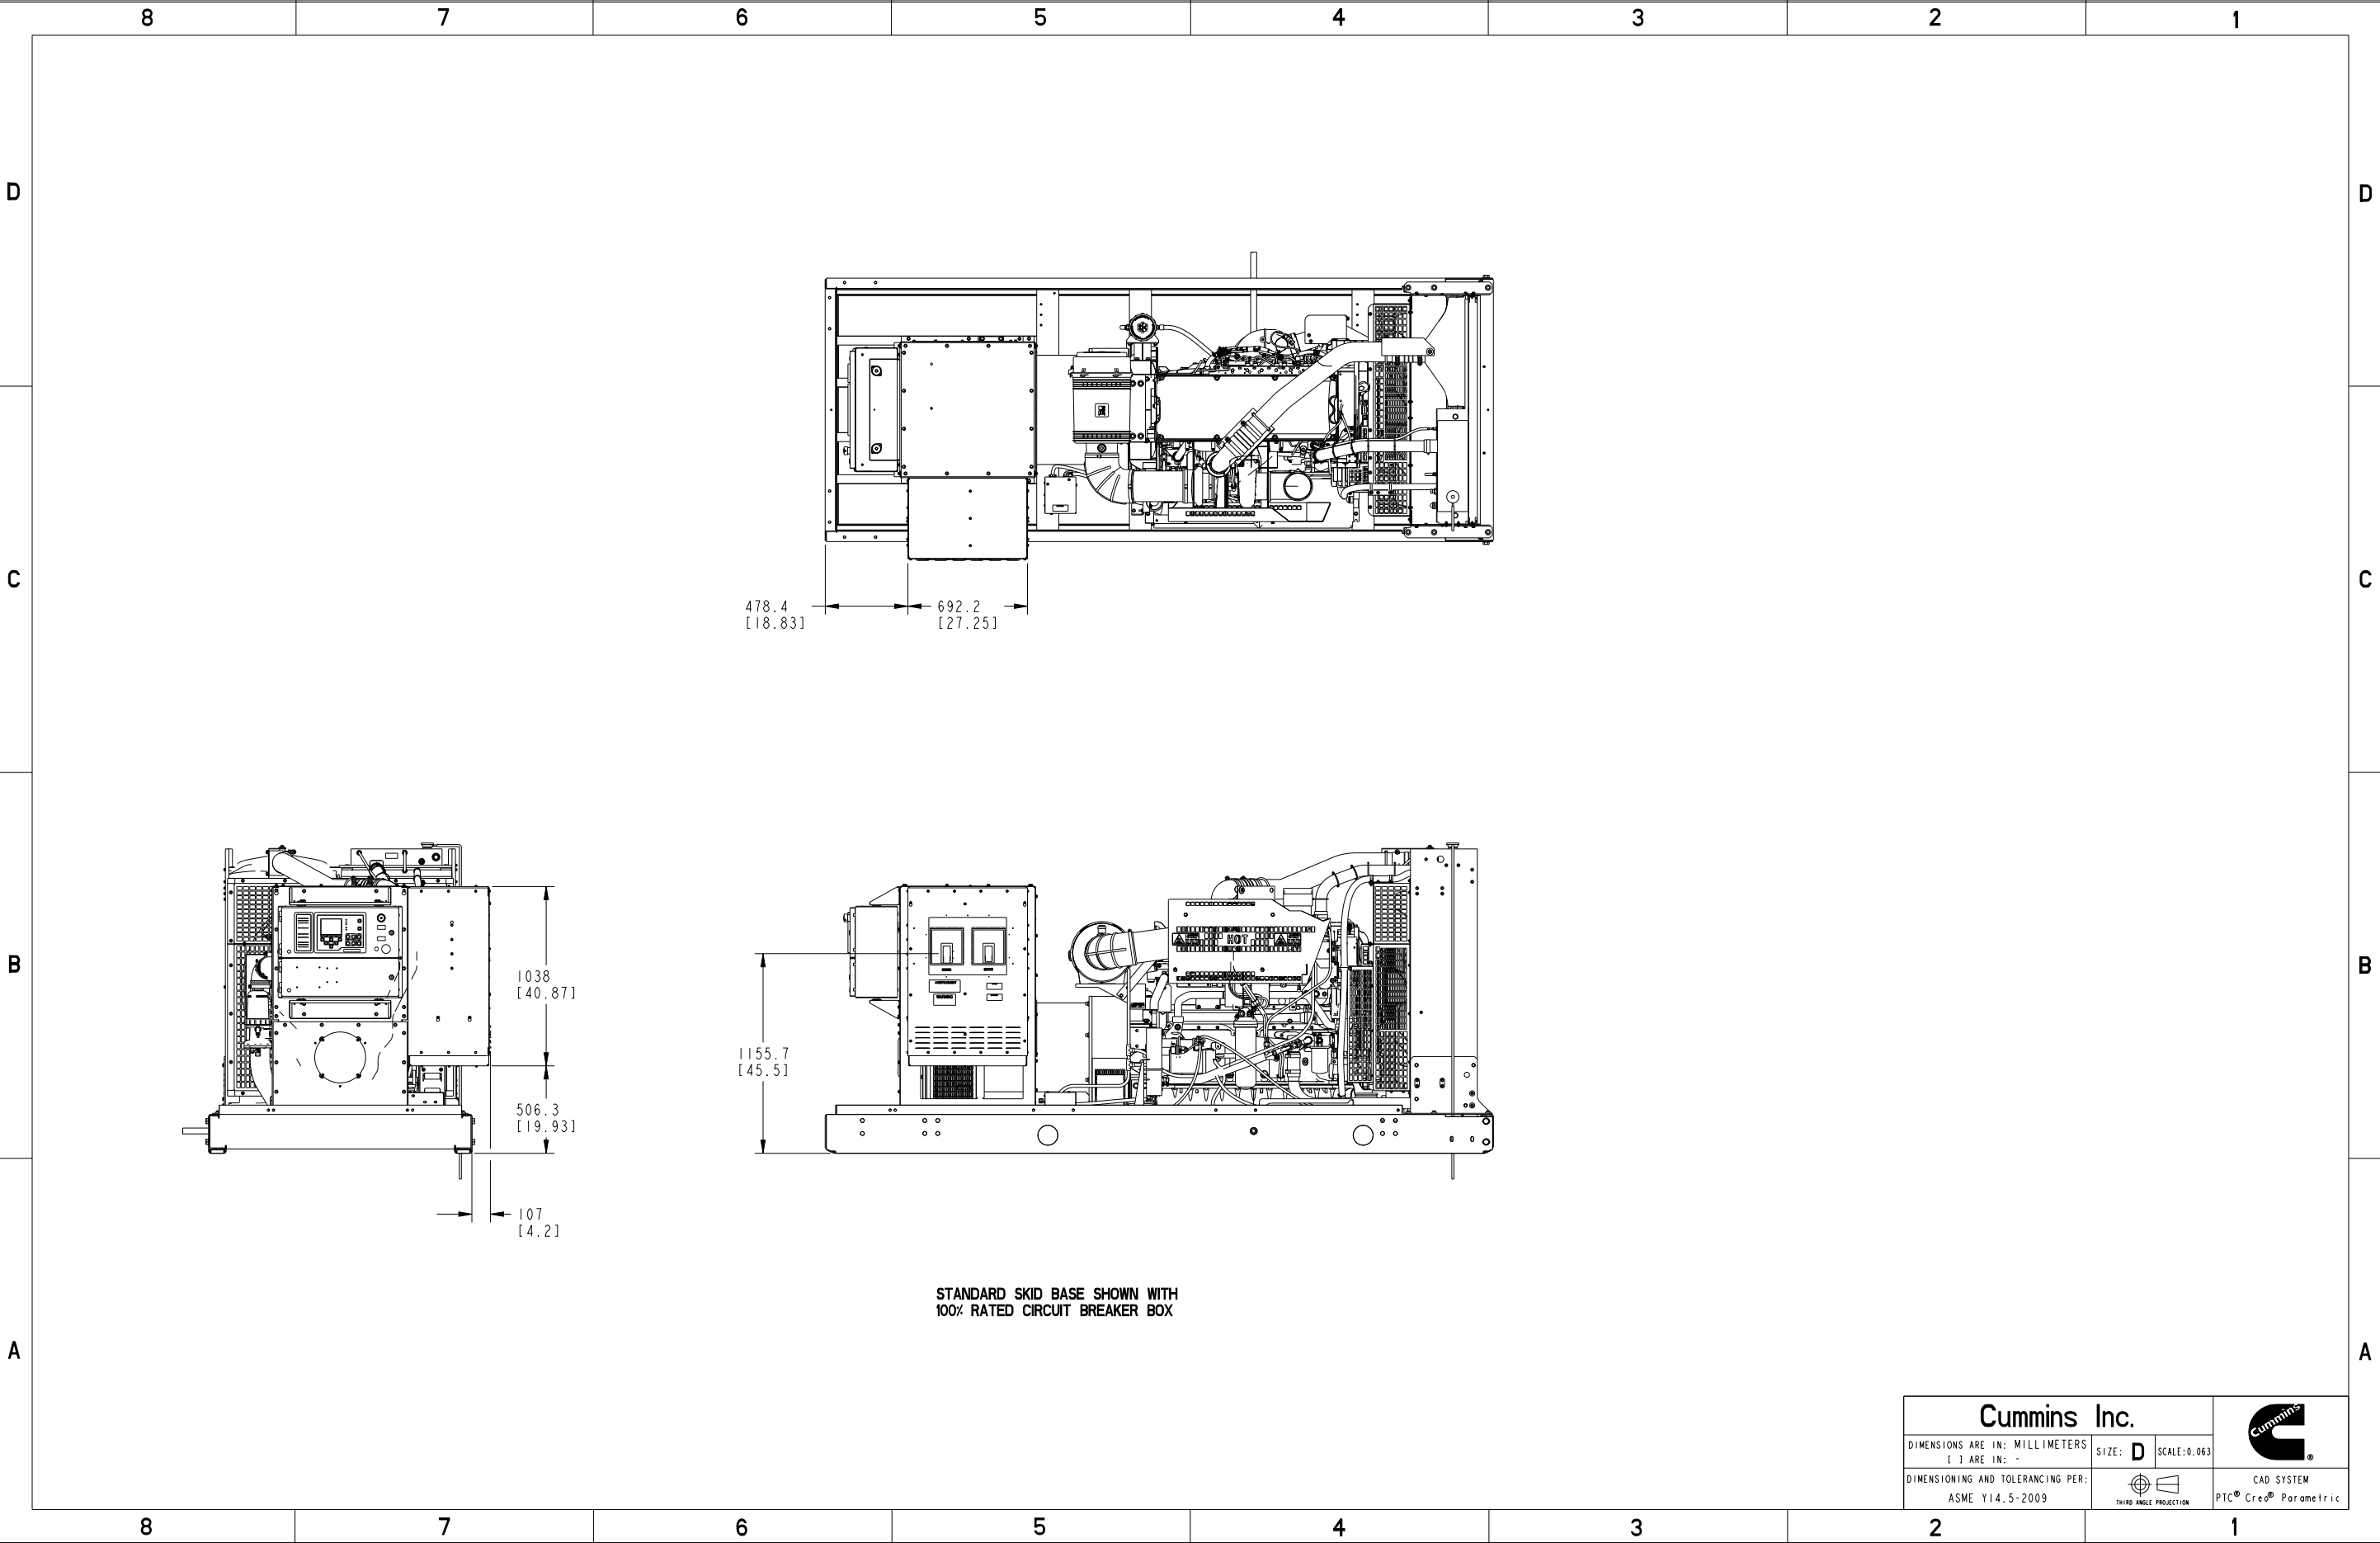 8 7 6 5 4 3 2 1
D D
478.4
[18.83]
692.2
[27.25]
C C
HOT
1038
[40.87]
B B
1155.7
[45.5]
506.3
[19.93]
107
[4.2]
STANDARD SKID BASE SHOWN WITH
100% RATED CIRCUIT BREAKER BOX
A A
Cummins Inc.
Cummins
®
DIMENSIONS ARE IN: MILLIMETERS
[ ] ARE IN: -
SIZE: D
SCALE:0.063
DIMENSIONING AND TOLERANCING PER:
ASME Y14.5-2009
THIRD ANGLE PROJECTION
CAD SYSTEM
PTC® Creo® Parametric
8 7 6 5 4 3 2 1